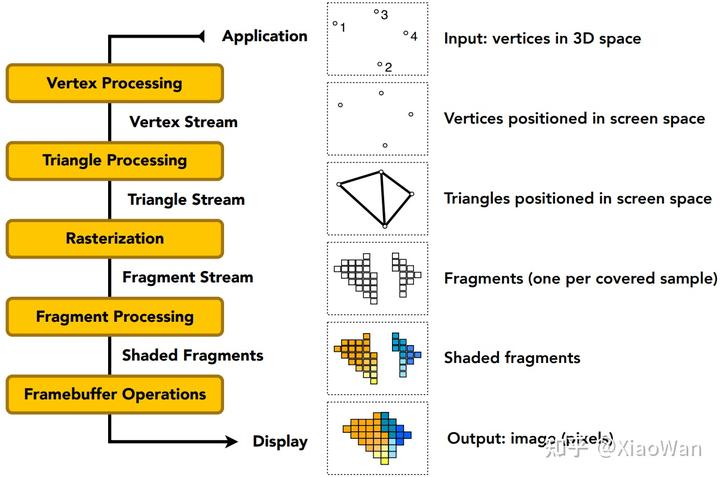 Application
1
3
4
2
Input: vertices in 3D space
Vertex Processing
Vertex Stream
Vertices positioned in screen space
Triangle Processing
Triangle Stream
Triangles positioned in screen space
Rasterization
Fragment Stream
Fragments (one per covered sample)
Fragment Processing
Shaded Fragments
Shaded fragments
Framebuffer Operations
Display
Output: image (pixels)
知乎 @XiaoWan